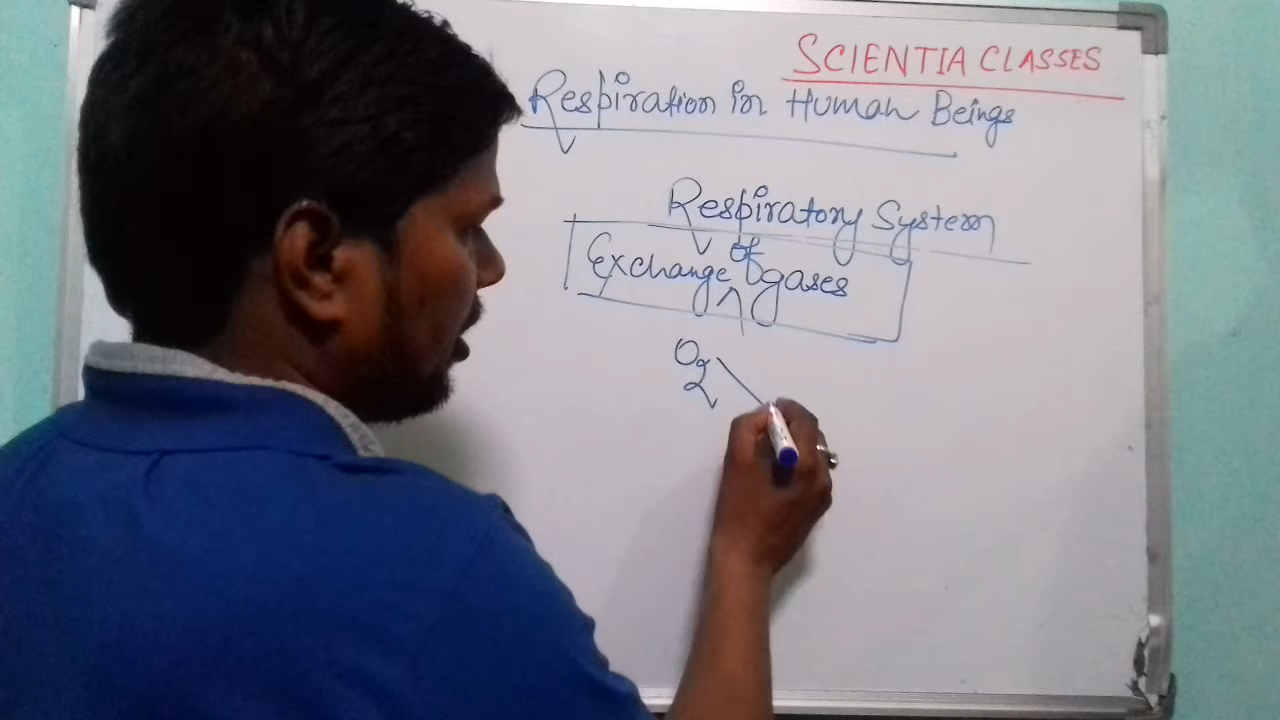 SCIENTIA CLASSES
Respiration in Human Beings
Respiratory System
of
Exchange gases
O2